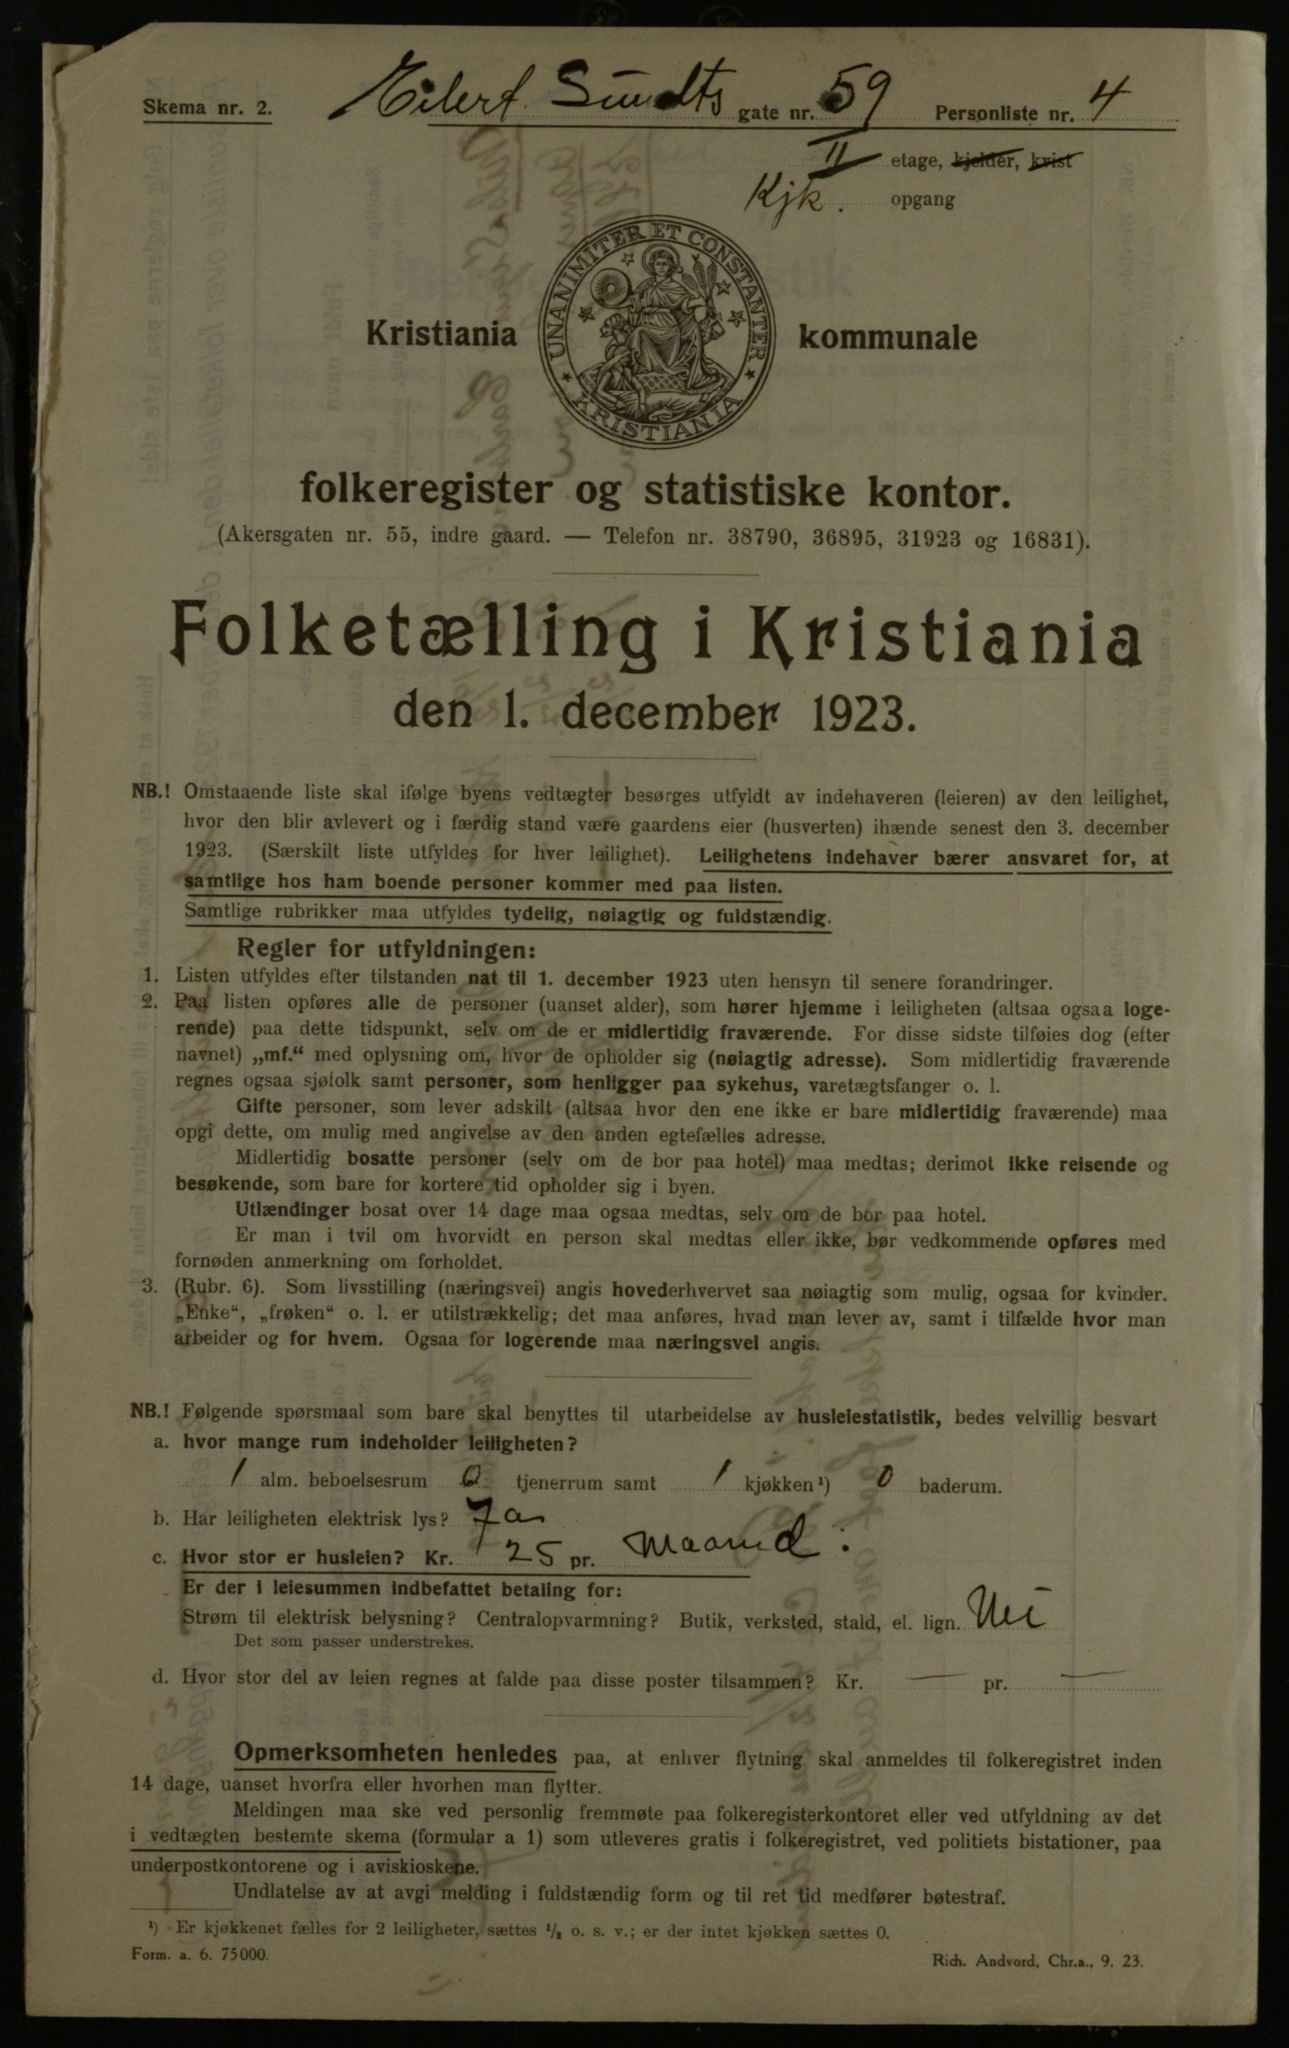 Skema nr. 2. Eilert Sundts gate nr. 59 Personliste nr. 4
II etage, kjelder, kvist
Kjk. opgang
UNANIMITER ET CONSTANTER
KRISTIANIA
Kristiania kommunale
folkeregister og statistiske kontor.
(Akersgaten nr. 55, indre gaard. — Telefon nr. 38790, 36895, 31923 og 16831).
Folketælling i Kristiania
den 1. december 1923.
NB.! Omstaaende liste skal ifølge byens vedtægter besørges utfyldt av indehaveren (leieren) av den leilighet,
hvor den blir avlevert og i færdig stand være gaardens eier (husverten) ihænde senest den 3. december
1923. (Særskilt liste utfyldes for hver leilighet). Leilighetens indehaver bærer ansvaret for, at
samtlige hos ham boende personer kommer med paa listen.
Samtlige rubrikker maa utfyldes tydelig, nøiagtig og fuldstændig.
Regler for utfyldningen:
1. Listen utfyldes efter tilstanden nat til 1. december 1923 uten hensyn til senere forandringer.
2. Paa listen opføres alle de personer (uanset alder), som hører hjemme i leiligheten (altsaa ogsaa loge-
rende) paa dette tidspunkt, selv om de er midlertidig fraværende. For disse sidste tilføies dog (efter
navnet) „mf.“ med oplysning om, hvor de opholder sig (nøiagtig adresse). Som midlertidig fraværende
regnes ogsaa sjøfolk samt personer, som henligger paa sykehus, varetægtsfanger o. l.
Gifte personer, som lever adskilt (altsaa hvor den ene ikke er bare midlertidig fraværende) maa
opgi dette, om mulig med angivelse av den anden egtefælles adresse.
Midlertidig bosatte personer (selv om de bor paa hotel) maa medtas; derimot ikke reisende og
besøkende, som bare for kortere tid opholder sig i byen.
Utlændinger bosat over 14 dage maa ogsaa medtas, selv om de bor paa hotel.
Er man i tvil om hvorvidt en person skal medtas eller ikke, bør vedkommende opføres med
fornøden anmerkning om forholdet.
3. (Rubr. 6). Som livsstilling (næringsvei) angis hovederhvervet saa nøiagtig som mulig, ogsaa for kvinder.
„Enke“, „frøken“ o. l. er utilstrækkelig; det maa anføres, hvad man lever av, samt i tilfælde hvor man
arbeider og for hvem. Ogsaa for logerende maa næringsvei angis.
NB.! Følgende spørsmaal som bare skal benyttes til utarbeidelse av husleiestatistik, bedes velvillig besvart
a. hvor mange rum indeholder leiligheten?
1 alm. beboelsesrum 0 tjenerrum samt 1 kjøkken ¹) 0 baderum.
b. Har leiligheten elektrisk lys? Ja
c. Hvor stor er husleien? Kr. 25 pr. Maaned.
Er der i leiesummen indbefattet betaling for:
Strøm til elektrisk belysning? Centralopvarmning? Butik, verksted, stald, el. lign. Nei
Det som passer understrekes.
d. Hvor stor del av leien regnes at falde paa disse poster tilsammen? Kr. — pr. —
Opmerksomheten henledes paa, at enhver flytning skal anmeldes til folkeregistret inden
14 dage, uanset hvorfra eller hvorhen man flytter.
Meldingen maa ske ved personlig fremmøte paa folkeregisterkontoret eller ved utfyldning av det
i vedtægten bestemte skema (formular a 1) som utleveres gratis i folkeregistret, ved politiets bistationer, paa
underpostkontorene og i aviskioskene.
Undlatelse av at avgi melding i fuldstændig form og til ret tid medfører bøtestraf.
¹) Er kjøkkenet fælles for 2 leiligheter, sættes ½ o. s. v.; er der intet kjøkken sættes 0.
Form. a. 6. 75000. Rich. Andvord, Chr.a., 9. 23.